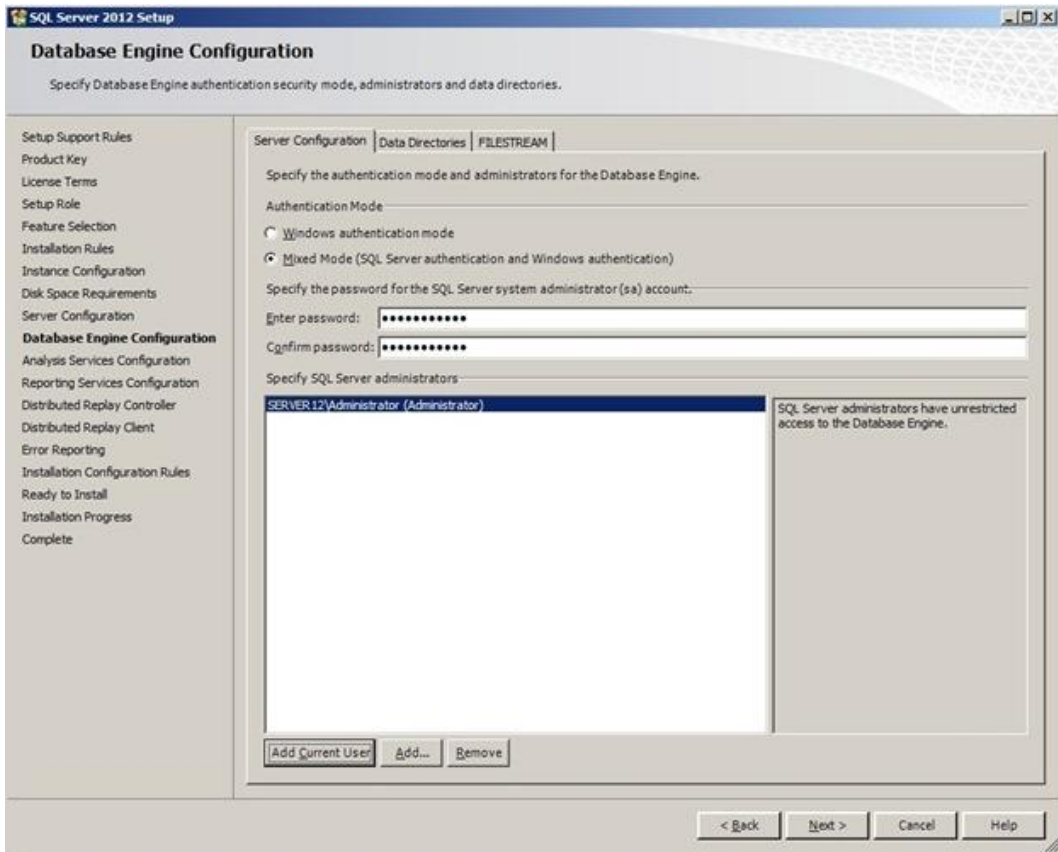 SQL Server 2012 Setup
Database Engine Configuration
Specify Database Engine authentication security mode, administrators and data directories.
Setup Support Rules
Product Key
License Terms
Setup Role
Feature Selection
Installation Rules
Instance Configuration
Disk Space Requirements
Server Configuration
Database Engine Configuration
Analysis Services Configuration
Reporting Services Configuration
Distributed Replay Controller
Distributed Replay Client
Error Reporting
Installation Configuration Rules
Ready to Install
Installation Progress
Complete
Server Configuration Data Directories FILESTREAM
Specify the authentication mode and administrators for the Database Engine.
Authentication Mode
Windows authentication mode
Mixed Mode (SQL Server authentication and Windows authentication)
Specify the password for the SQL Server system administrator (sa) account.
Enter password: ●●●●●●●●●●●
Confirm password: ●●●●●●●●●●●
Specify SQL Server administrators
SERVER12\Administrator (Administrator)
SQL Server administrators have unrestricted
access to the Database Engine.
Add Current User Add... Remove
< Back Next > Cancel Help